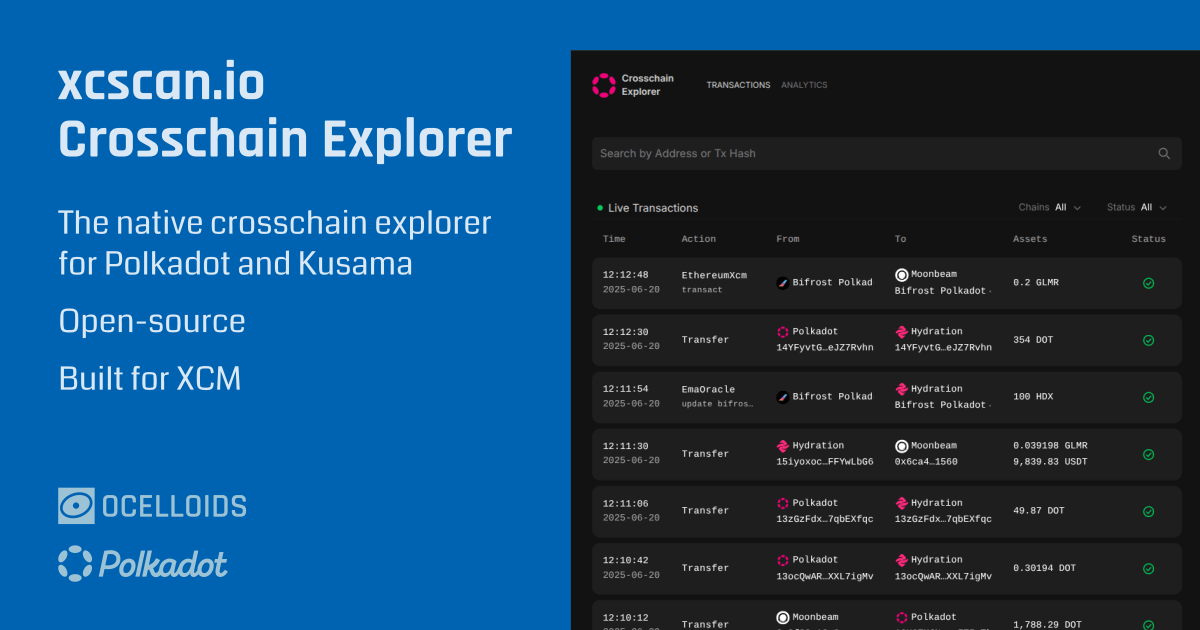 xcscan.io
Crosschain Explorer
The native crosschain explorer
for Polkadot and Kusama
Open-source
Built for XCM
OCELLOIDS
Polkadot
Crosschain
Explorer
TRANSACTIONS ANALYTICS
Search by Address or Tx Hash
Live Transactions Chains All Status All
Time Action From To Assets Status
12:12:48 EthereumXcm Bifrost Polkad Moonbeam 0.2 GLMR
2025-06-20 transact Bifrost Polkadot
12:12:30 Transfer Polkadot Hydration 354 DOT
2025-06-20 14YFyvtG…eJZ7Rvhn 14YFyvtG…eJZ7Rvhn
12:11:54 EmaOracle Bifrost Polkad Hydration 100 HDX
2025-06-20 update bifros… Bifrost Polkadot
12:11:30 Transfer Hydration Moonbeam 0.039198 GLMR
2025-06-20 15iyoxoc…FFYwLbG6 0x6ca4…1560 9,839.83 USDT
12:11:06 Transfer Polkadot Hydration 49.87 DOT
2025-06-20 13zGzFdx…7qbEXfqc 13zGzFdx…7qbEXfqc
12:10:42 Transfer Polkadot Hydration 0.30194 DOT
2025-06-20 13ocQwAR…XXL7igMv 13ocQwAR…XXL7igMv
12:10:12 Transfer Moonbeam Polkadot 1,788.29 DOT